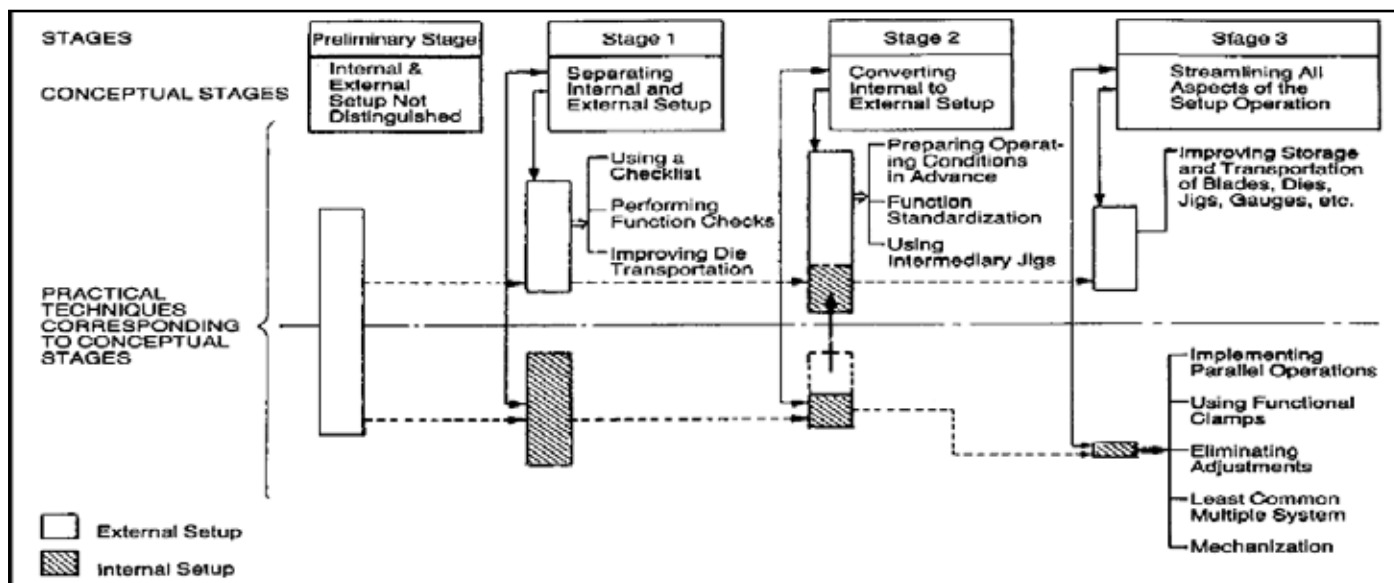 STAGES
Preliminary Stage
Stage 1
Stage 2
Stage 3
CONCEPTUAL STAGES
Internal &
External
Setup Not
Distinguished
Separating
Internal and
External Setup
Converting
Internal to
External Setup
Streamlining All
Aspects of the
Setup Operation
Using a
Checklist
Performing
Function Checks
Improving Die
Transportation
Preparing Operat-
ing Conditions
in Advance
Function
Standardization
Using
Intermediary Jigs
Improving Storage
and Transportation
of Blades, Dies,
Jigs, Gauges, etc.
PRACTICAL
TECHNIQUES
CORRESPONDING
TO CONCEPTUAL
STAGES
Implementing
Parallel Operations
Using Functional
Clamps
Eliminating
Adjustments
Least Common
Multiple System
Mechanization
External Setup
Internal Setup